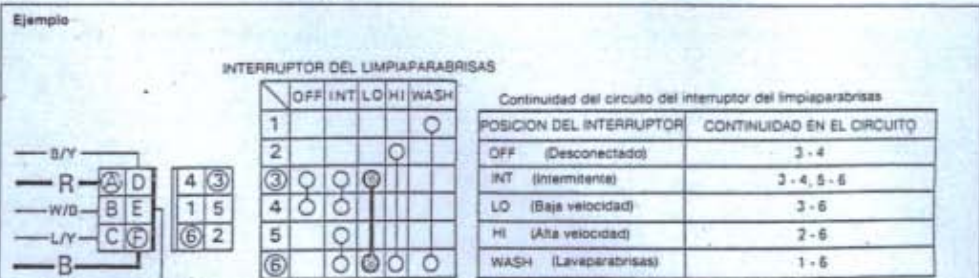 Ejemplo
INTERRUPTOR DEL LIMPIAPARABRISAS
OFF INT LO HI WASH
1
2
3
4
5
6
B/Y
R A D 4 3
W/B B E 1 5
L/Y C F 6 2
B
Continuidad del circuito del interruptor del limpiaparabrisas
POSICION DEL INTERRUPTOR CONTINUIDAD EN EL CIRCUITO
OFF (Desconectado) 3 - 4
INT (Intermitente) 3 - 4, 5 - 6
LO (Baja velocidad) 3 - 6
HI (Alta velocidad) 2 - 6
WASH (Lavaparabrisas) 1 - 6